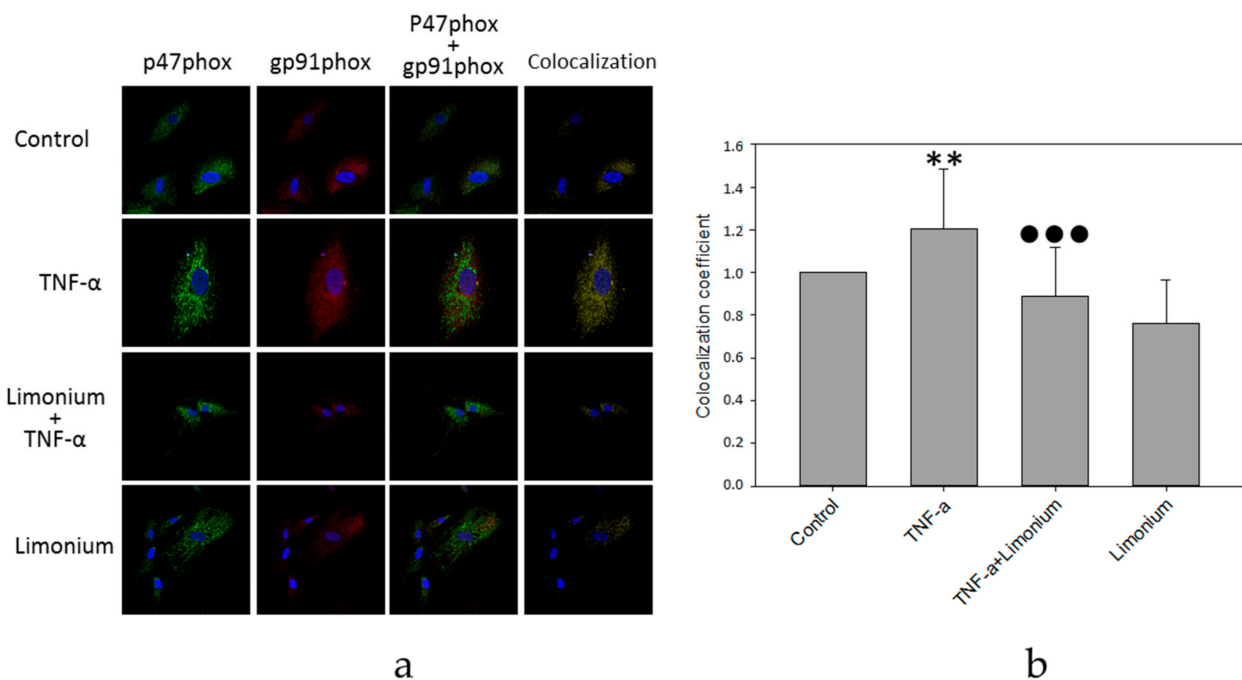 p47phox
gp91phox
P47phox
+
gp91phox
Colocalization
Control
TNF-α
Limonium
+
TNF-α
Limonium
a
Colocalization coefficient
1.6
1.4
1.2
1.0
0.8
0.6
0.4
0.2
0.0
**
●●●
Control
TNF-a
TNF-a+Limonium
Limonium
b